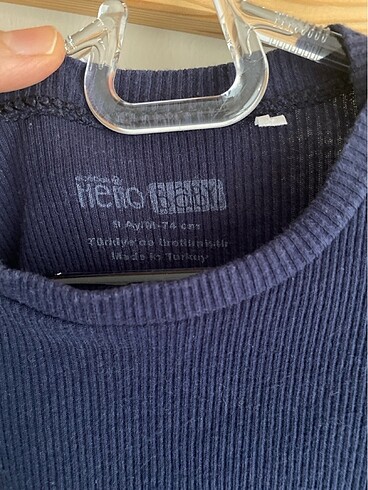 HELLO baby
9 Ay/M-74 cm
Türkiye'de Üretilmiştir
Made in Turkey